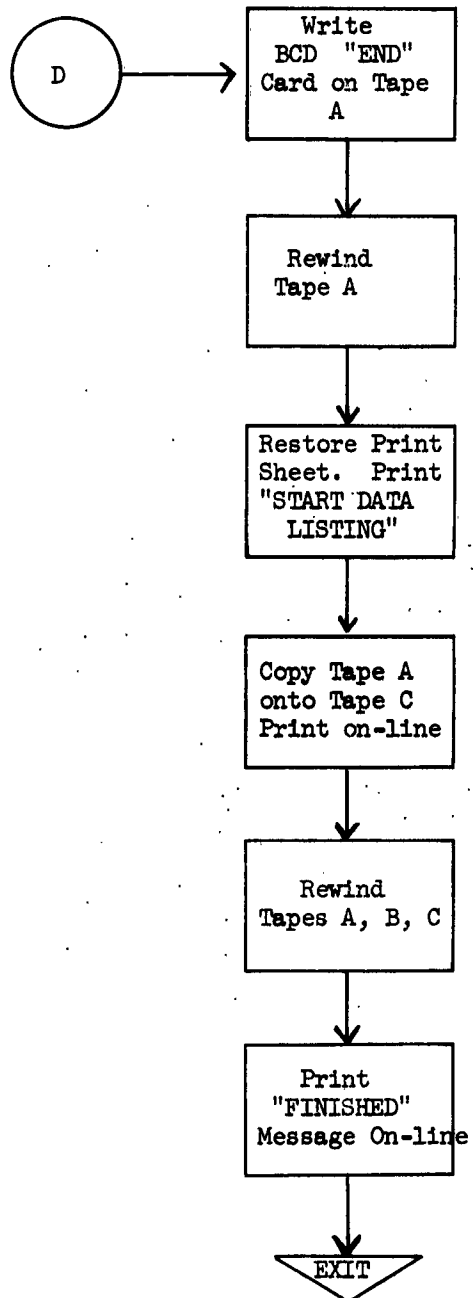 D
Write
BCD "END"
Card on Tape
A
Rewind
Tape A
Restore Print
Sheet. Print
"START DATA
LISTING"
Copy Tape A
onto Tape C
Print on-line
Rewind
Tapes A, B, C
Print
"FINISHED"
Message On-line
EXIT